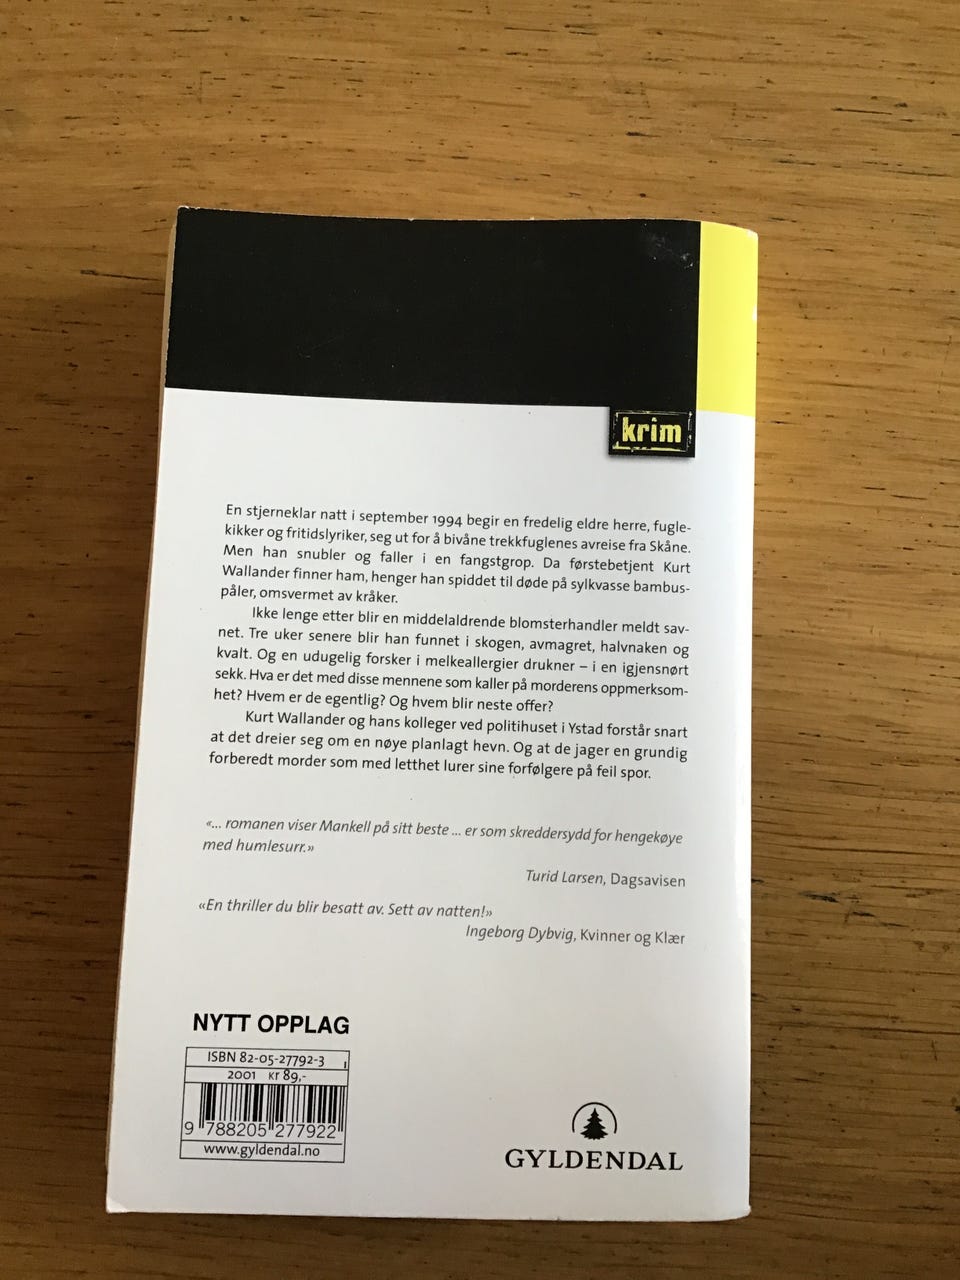 krim
En stjerneklar natt i september 1994 begir en fredelig eldre herre, fugle-
kikker og fritidslyriker, seg ut for å bivåne trekkfuglenes avreise fra Skåne.
Men han snubler og faller i en fangstgrop. Da førstebetjent Kurt
Wallander finner ham, henger han spiddet til døde på sylkvasse bambus-
påler, omsvermet av kråker.
Ikke lenge etter blir en middelaldrende blomsterhandler meldt sav-
net. Tre uker senere blir han funnet i skogen, avmagret, halvnaken og
kvalt. Og en udugelig forsker i melkeallergier drukner – i en igjensnørt
sekk. Hva er det med disse mennene som kaller på morderens oppmerksom-
het? Hvem er de egentlig? Og hvem blir neste offer?
Kurt Wallander og hans kolleger ved politihuset i Ystad forstår snart
at det dreier seg om en nøye planlagt hevn. Og at de jager en grundig
forberedt morder som med letthet lurer sine forfølgere på feil spor.
«... romanen viser Mankell på sitt beste ... er som skreddersydd for hengekøye
med humlesurr.»
Turid Larsen, Dagsavisen
«En thriller du blir besatt av. Sett av natten!»
Ingeborg Dybvig, Kvinner og Klær
NYTT OPPLAG
ISBN 82-05-27792-3
2001 Kr 89,-
9 788205 277922
www.gyldendal.no
GYLDENDAL